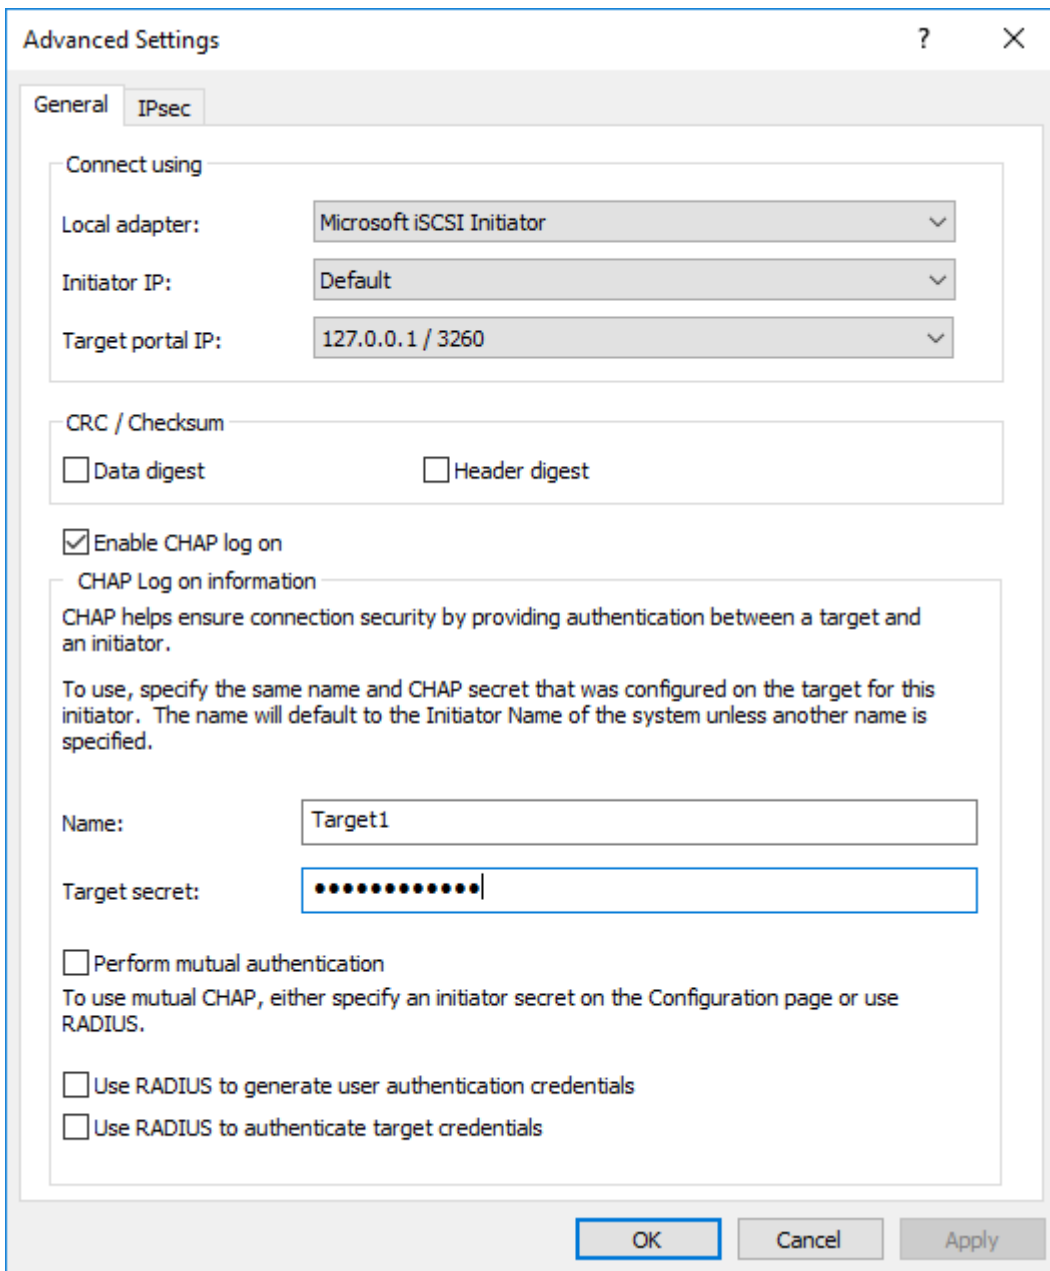 Advanced Settings
?
General
IPsec
Connect using
Local adapter:
Microsoft iSCSI Initiator
Initiator IP:
Default
Target portal IP:
127.0.0.1 / 3260
CRC / Checksum
Data digest
Header digest
Enable CHAP log on
CHAP Log on information
CHAP helps ensure connection security by providing authentication between a target and
an initiator.
To use, specify the same name and CHAP secret that was configured on the target for this
initiator.  The name will default to the Initiator Name of the system unless another name is
specified.
Name:
Target1
Target secret:
●●●●●●●●●●●●
Perform mutual authentication
To use mutual CHAP, either specify an initiator secret on the Configuration page or use
RADIUS.
Use RADIUS to generate user authentication credentials
Use RADIUS to authenticate target credentials
OK
Cancel
Apply